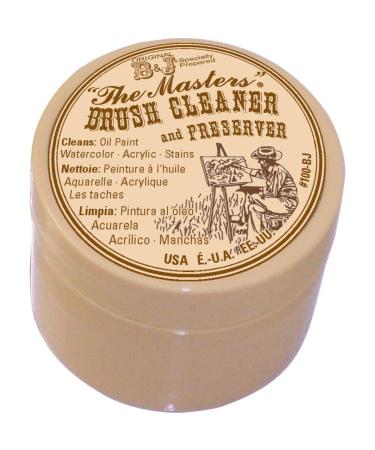 ORIGINAL
B&J Specially
Prepared
"The Masters"®
BRUSH CLEANER
and PRESERVER
Cleans: Oil Paint
Watercolor · Acrylic · Stains
Nettoie: Peinture à l'huile
Aquarelle · Acrylique
Les taches
Limpia: Pintura al óleo
Acuarela
Acrílico · Manchas
USA É.-U.A. EE.-UU.
#100-BJ